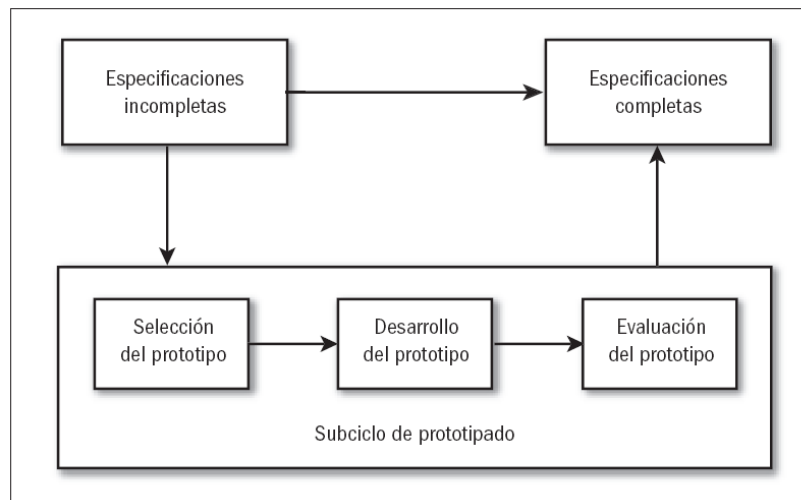 Especificaciones
incompletas
Especificaciones
completas
Selección
del prototipo
Desarrollo
del prototipo
Evaluación
del prototipo
Subciclo de prototipado